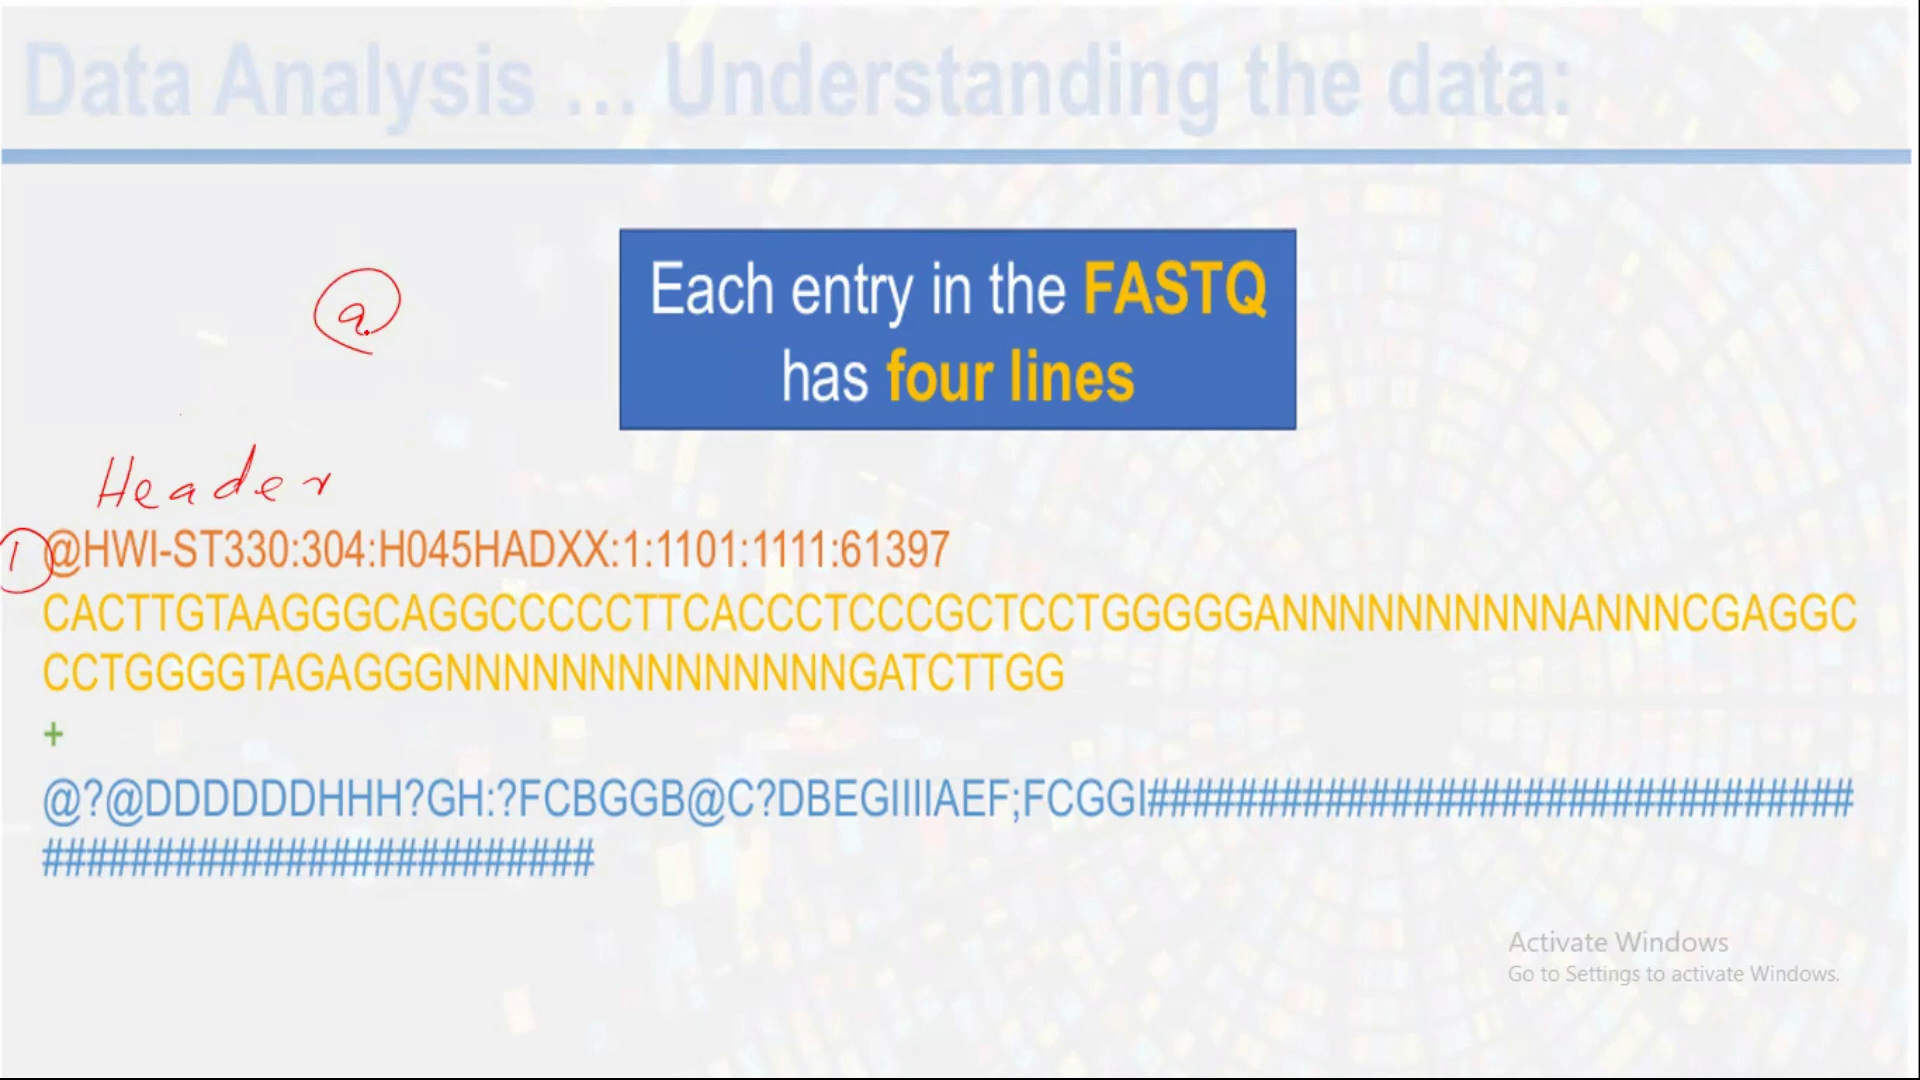 Data Analysis ... Understanding the data:
Each entry in the FASTQ
has four lines
@
Header
1
@HWI-ST330:304:H045HADXX:1:1101:1111:61397
CACTTGTAAGGGCAGGCCCCCTTCACCCTCCCGCTCCTGGGGGANNNNNNNNNNNANNNCGAGGC
CCTGGGGTAGAGGGNNNNNNNNNNNNNNGATCTTGG
+
@?@DDDDDDHHH?GH:?FCBGGB@C?DBEGIIIIAEF;FCGGI################################
#########################
Activate Windows
Go to Settings to activate Windows.